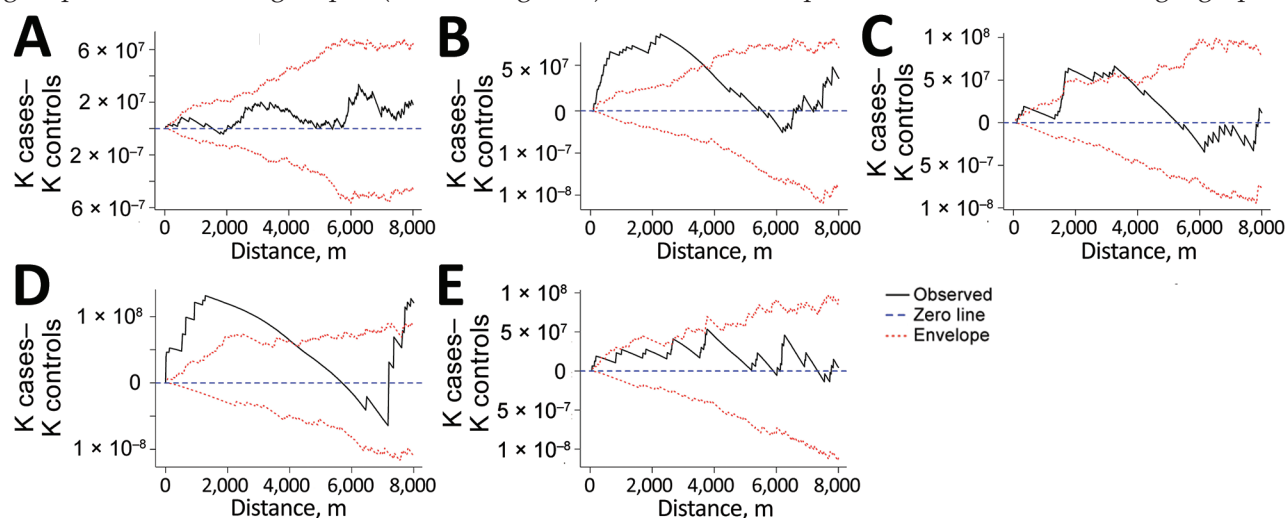 A
K cases–
K controls
6 × 10⁷
2 × 10⁷
2 × 10⁻⁷
6 × 10⁻⁷
0 2,000 4,000 6,000 8,000
Distance, m
B
K cases–
K controls
5 × 10⁷
0
1 × 10⁻⁷
1 × 10⁻⁸
0 2,000 4,000 6,000 8,000
Distance, m
C
K cases–
K controls
1 × 10⁸
5 × 10⁷
0
5 × 10⁻⁷
1 × 10⁻⁸
0 2,000 4,000 6,000 8,000
Distance, m
D
K cases–
K controls
1 × 10⁸
0
1 × 10⁻⁸
0 2,000 4,000 6,000 8,000
Distance, m
E
K cases–
K controls
1 × 10⁸
5 × 10⁷
0
5 × 10⁻⁷
1 × 10⁻⁸
0 2,000 4,000 6,000 8,000
Distance, m
Observed
Zero line
Envelope